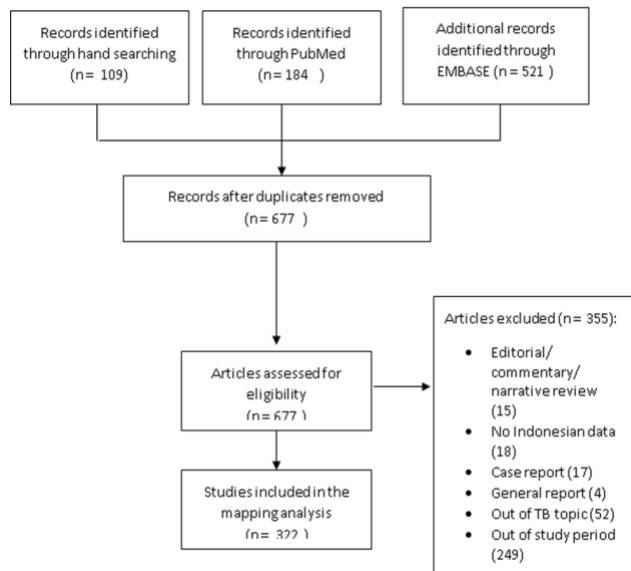 Records identified
through hand searching
(n= 109)
Records identified
through PubMed
(n= 184 )
Additional records
identified through
EMBASE (n= 521 )
Records after duplicates removed
(n= 677 )
Articles assessed for
eligibility
(n= 677 )
Articles excluded (n= 355):
• Editorial/
commentary/
narrative review
(15)
• No Indonesian data
(18)
• Case report (17)
• General report (4)
• Out of TB topic (52)
• Out of study period
(249)
Studies included in the
mapping analysis
(n= 322 )